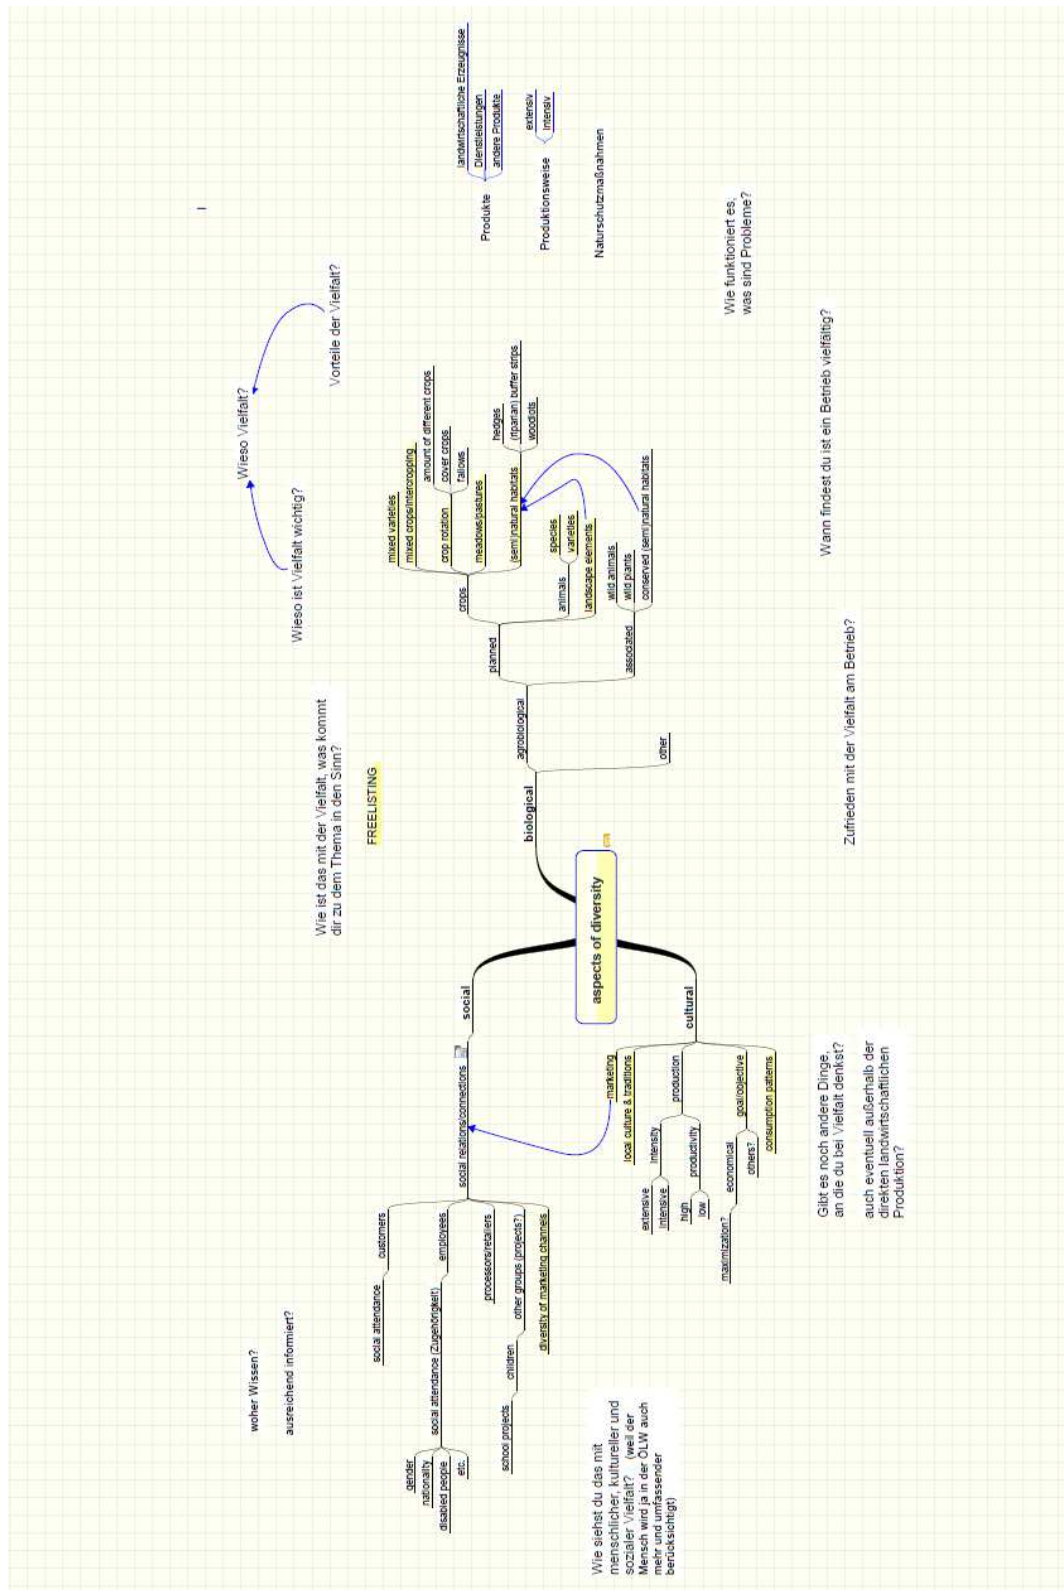 woher Wissen?
ausreichend informiert?
Wie ist das mit der Vielfalt, was kommt
dir zu dem Thema in den Sinn?
FREELISTING
Wieso ist Vielfalt wichtig?
Wieso Vielfalt?
Vorteile der Vielfalt?
aspects of diversity
social
social relations/connections
customers
social attendance
employees
social attendance (Zugehörigkeit)
gender
nationality
disabled people
etc.
processors/retailers
other groups (projects?)
children
school projects
diversity of marketing channels
cultural
marketing
local culture & traditions
production
intensity
extensive
intensive
productivity
high
low
goal/objective
economical
maximization?
others?
consumption patterns
biological
agrobiological
planned
crops
mixed varieties
mixed crops/intercropping
crop rotation
amount of different crops
cover crops
fallows
meadows/pastures
(semi)natural habitats
hedges
(riparian) buffer strips
woodlots
animals
species
varieties
landscape elements
associated
wild animals
wild plants
conserved (semi)natural habitats
other
Produkte
landwirtschaftliche Erzeugnisse
Dienstleistungen
andere Produkte
Produktionsweise
extensiv
intensiv
Naturschutzmaßnahmen
Wie funktioniert es,
was sind Probleme?
Wie siehst du das mit
menschlicher, kultureller und
sozialer Vielfalt? (weil der
Mensch wird ja in der ÖLW auch
mehr und umfassender
berücksichtigt)
Gibt es noch andere Dinge,
an die du bei Vielfalt denkst?
auch eventuell außerhalb der
direkten landwirtschaftlichen
Produktion?
Zufrieden mit der Vielfalt am Betrieb?
Wann findest du ist ein Betrieb vielfältig?